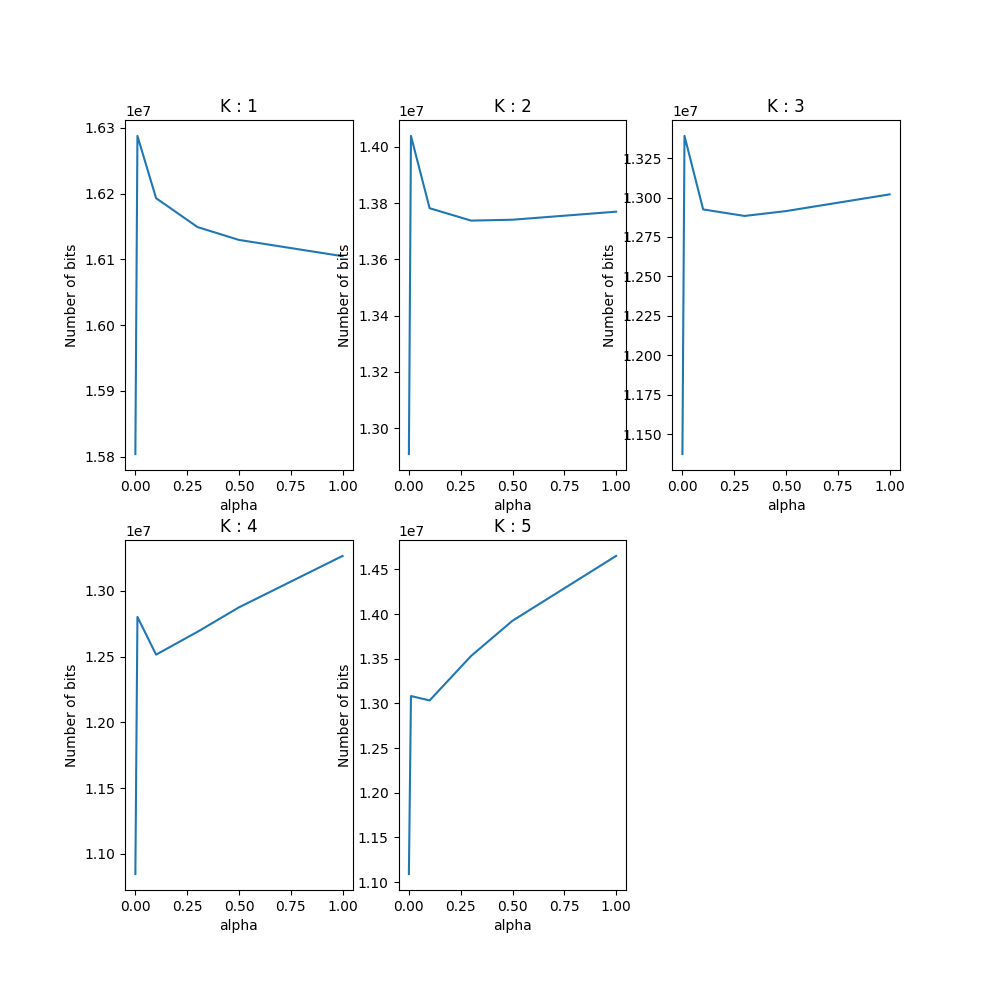 K : 1
1e7
1.63
1.62
1.61
1.60
1.59
1.58
Number of bits
0.00 0.25 0.50 0.75 1.00
alpha
K : 2
1e7
1.40
1.38
1.36
1.34
1.32
1.30
Number of bits
0.00 0.25 0.50 0.75 1.00
alpha
K : 3
1e7
1.325
1.300
1.275
1.250
1.225
1.200
1.175
1.150
Number of bits
0.00 0.25 0.50 0.75 1.00
alpha
K : 4
1e7
1.30
1.25
1.20
1.15
1.10
Number of bits
0.00 0.25 0.50 0.75 1.00
alpha
K : 5
1e7
1.45
1.40
1.35
1.30
1.25
1.20
1.15
1.10
Number of bits
0.00 0.25 0.50 0.75 1.00
alpha